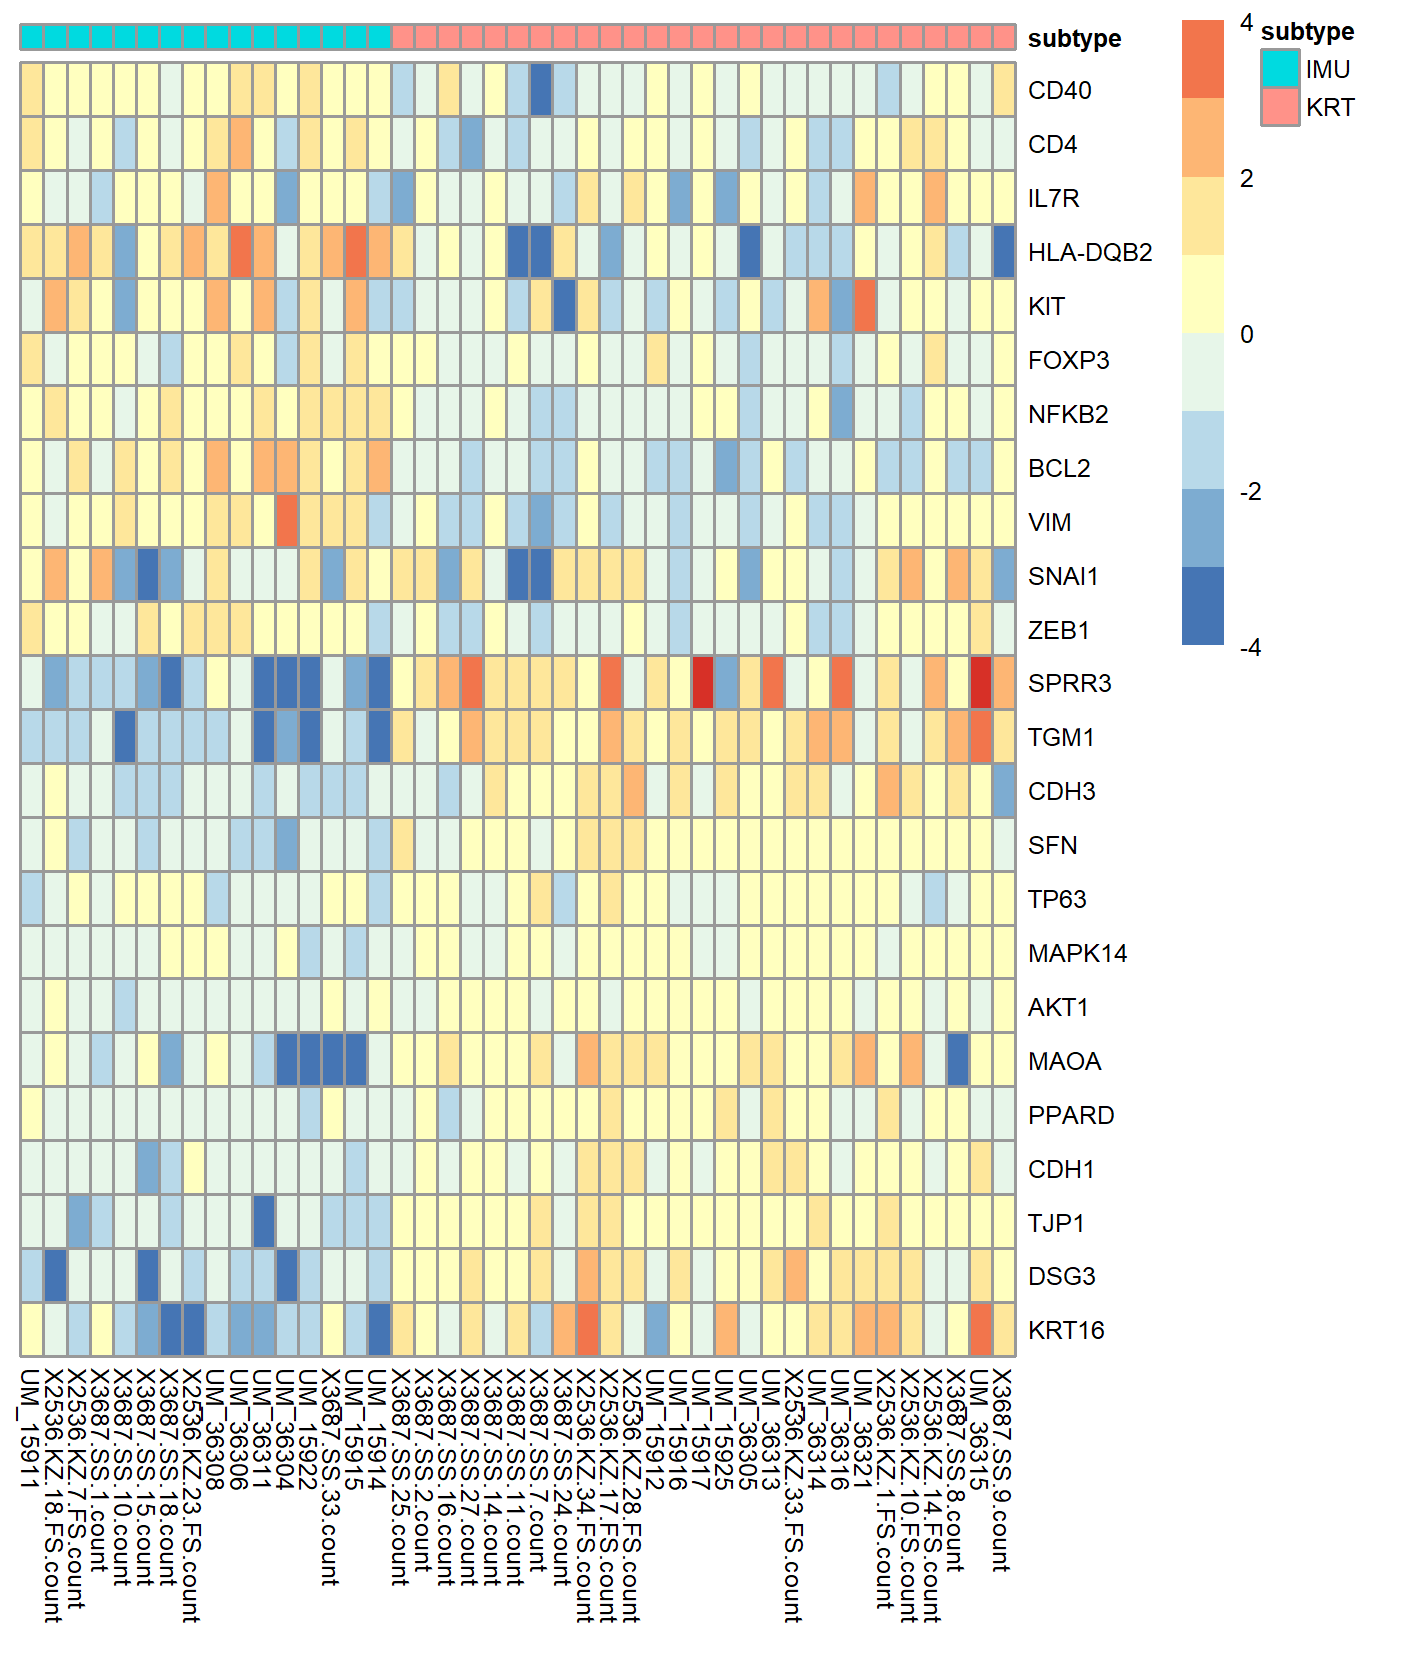 subtype
4
2
0
-2
-4
subtype
IMU
KRT
CD40
CD4
IL7R
HLA-DQB2
KIT
FOXP3
NFKB2
BCL2
VIM
SNAI1
ZEB1
SPRR3
TGM1
CDH3
SFN
TP63
MAPK14
AKT1
MAOA
PPARD
CDH1
TJP1
DSG3
KRT16
UM_15911
X2536.KZ.18.FS.count
X2536.KZ.7.FS.count
X3687.SS.1.count
X3687.SS.10.count
X3687.SS.15.count
X3687.SS.18.count
X2536.KZ.23.FS.count
UM_36308
UM_36306
UM_36311
UM_36304
UM_15922
X3687.SS.33.count
UM_15915
UM_15914
X3687.SS.25.count
X3687.SS.2.count
X3687.SS.16.count
X3687.SS.27.count
X3687.SS.14.count
X3687.SS.11.count
X3687.SS.7.count
X3687.SS.24.count
X2536.KZ.34.FS.count
X2536.KZ.17.FS.count
X2536.KZ.28.FS.count
UM_15912
UM_15916
UM_15917
UM_15925
UM_36305
UM_36313
X2536.KZ.33.FS.count
UM_36314
UM_36316
UM_36321
X2536.KZ.1.FS.count
X2536.KZ.10.FS.count
X2536.KZ.14.FS.count
X3687.SS.8.count
UM_36315
X3687.SS.9.count